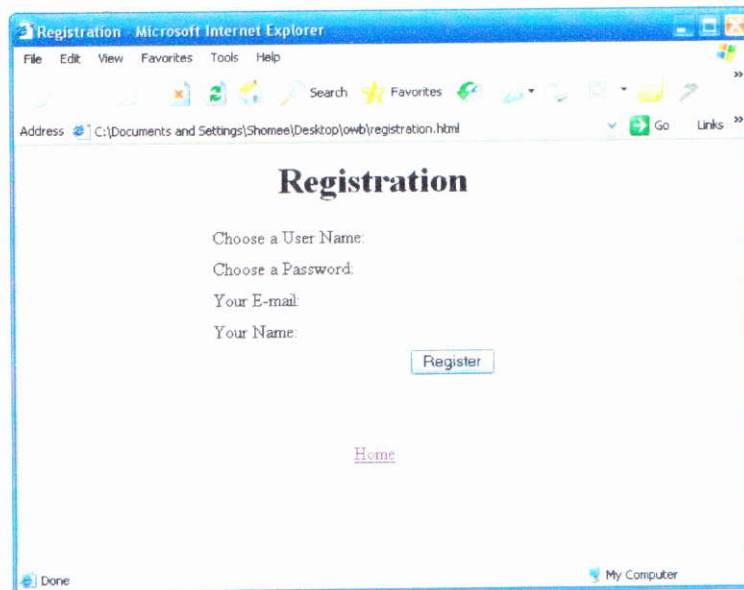 Registration - Microsoft Internet Explorer
File Edit View Favorites Tools Help
Search Favorites
Address C:\Documents and Settings\Shomee\Desktop\owb\registration.html Go Links
Registration
Choose a User Name:
Choose a Password:
Your E-mail:
Your Name:
Register
Home
Done My Computer